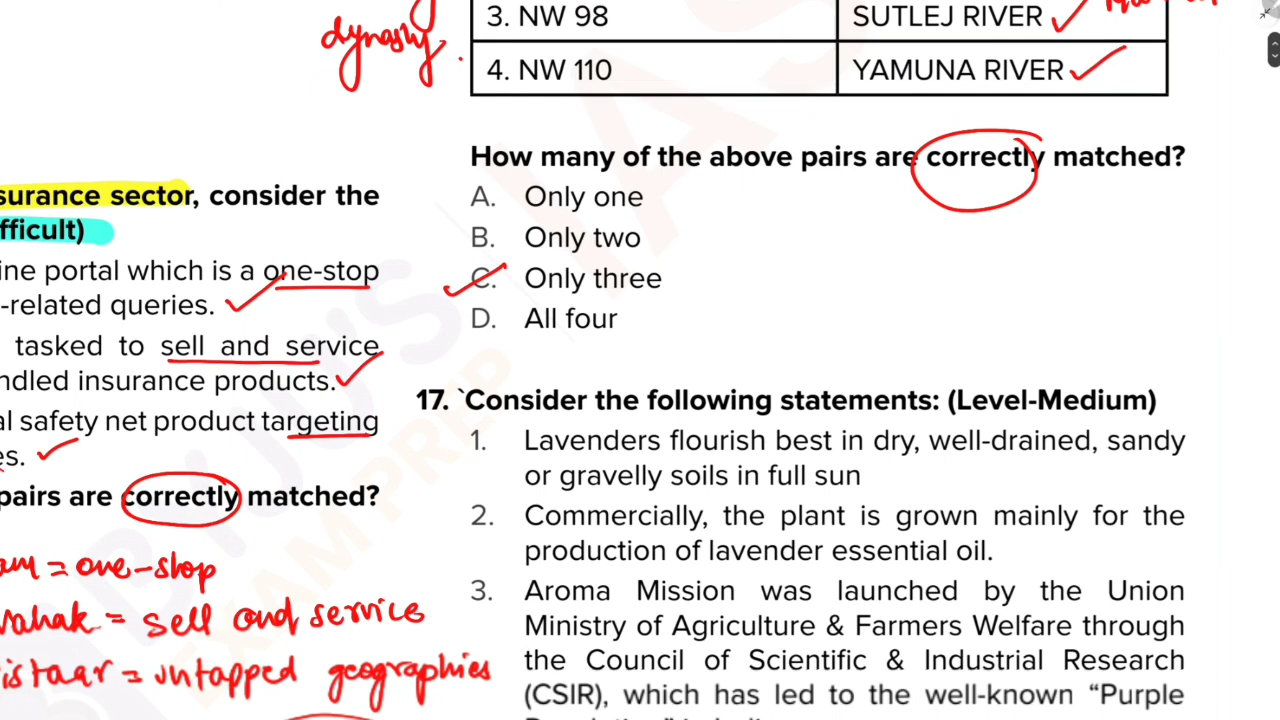 dynasty.
surance sector, consider the
fficult)
ine portal which is a one-stop
-related queries.
tasked to sell and service
ndled insurance products.
al safety net product targeting
es.
pairs are correctly matched?
am = one-stop
vahak = sell and service
istaar = untapped geographies
3. NW 98 SUTLEJ RIVER
4. NW 110 YAMUNA RIVER
How many of the above pairs are correctly matched?
A. Only one
B. Only two
C. Only three
D. All four
17. `Consider the following statements: (Level-Medium)
1. Lavenders flourish best in dry, well-drained, sandy
or gravelly soils in full sun
2. Commercially, the plant is grown mainly for the
production of lavender essential oil.
3. Aroma Mission was launched by the Union
Ministry of Agriculture & Farmers Welfare through
the Council of Scientific & Industrial Research
(CSIR), which has led to the well-known “Purple
BYJU'S IAS
EXAM PREP